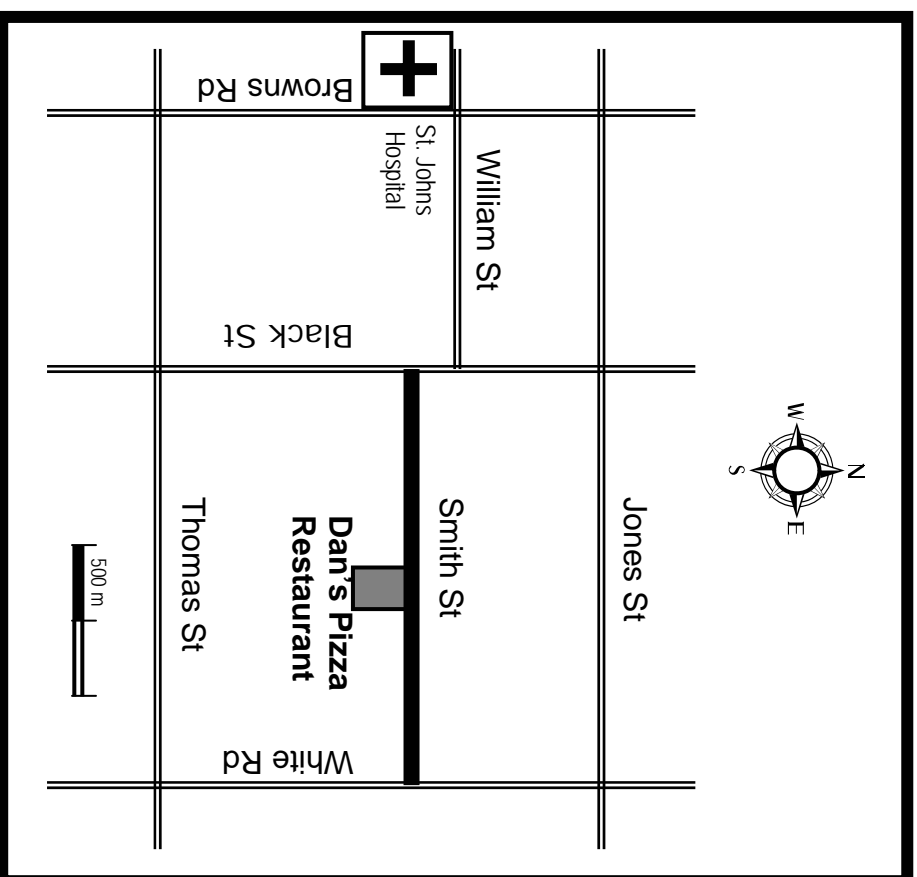 Browns Rd
St. Johns
Hospital
William St
Black St
W
N
S
E
Jones St
Smith St
Dan's Pizza
Restaurant
Thomas St
500 m
White Rd